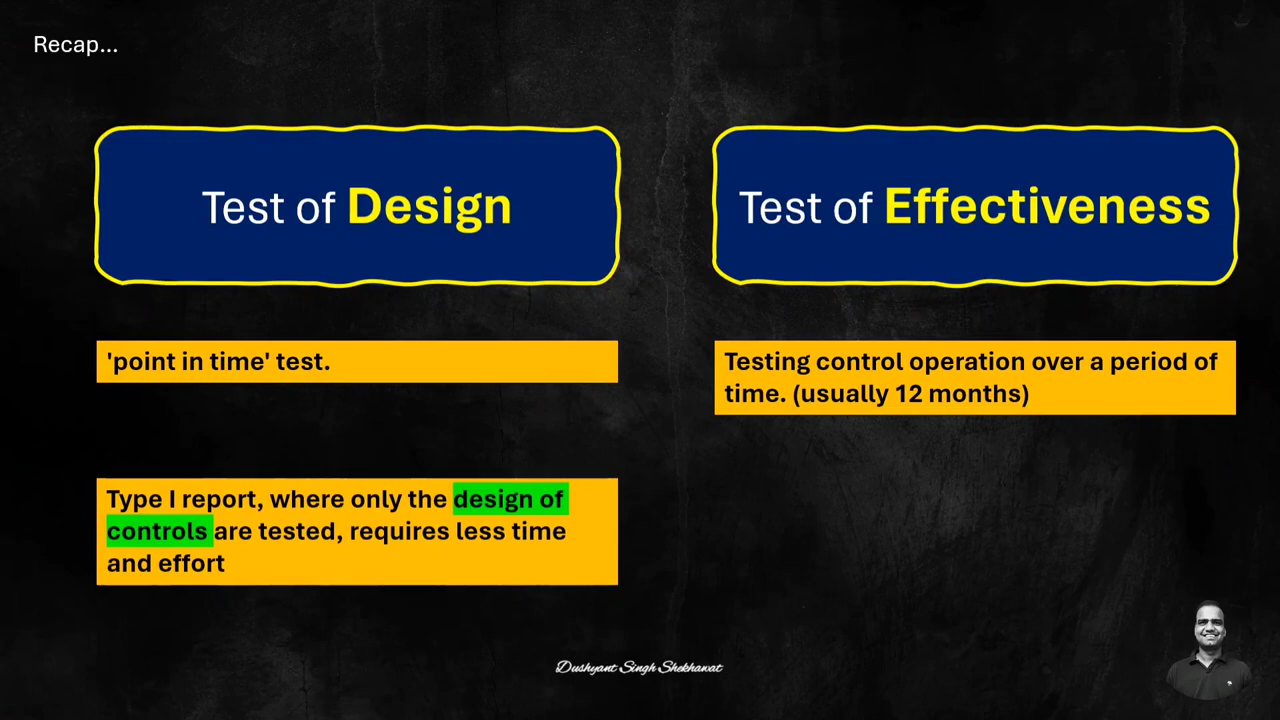 Recap...
Test of Design
Test of Effectiveness
'point in time' test.
Testing control operation over a period of
time. (usually 12 months)
Type I report, where only the design of
controls are tested, requires less time
and effort
Dushyant Singh Shekhawat